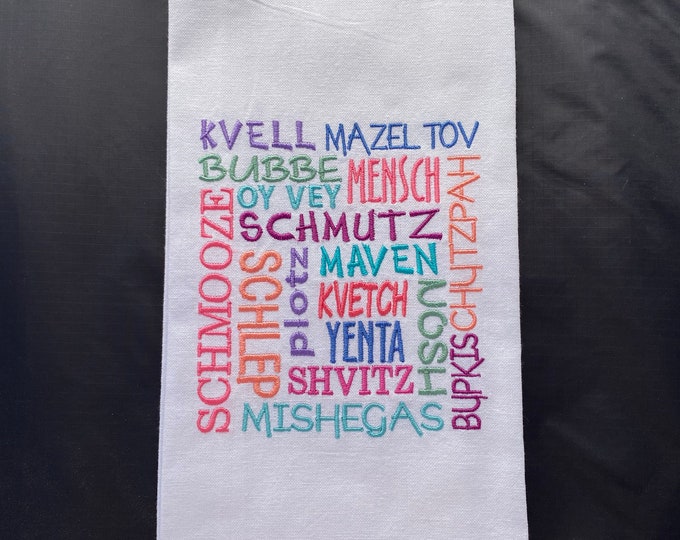 KVELL MAZEL TOV
BUBBE
MENSCH
OY VEY
SCHMUTZ
SCHMOOZE
SCHLEP
plotz
MAVEN
KVETCH
YENTA
SHVITZ
NOSH
CHUTZPAH
BUPKIS
MISHEGAS